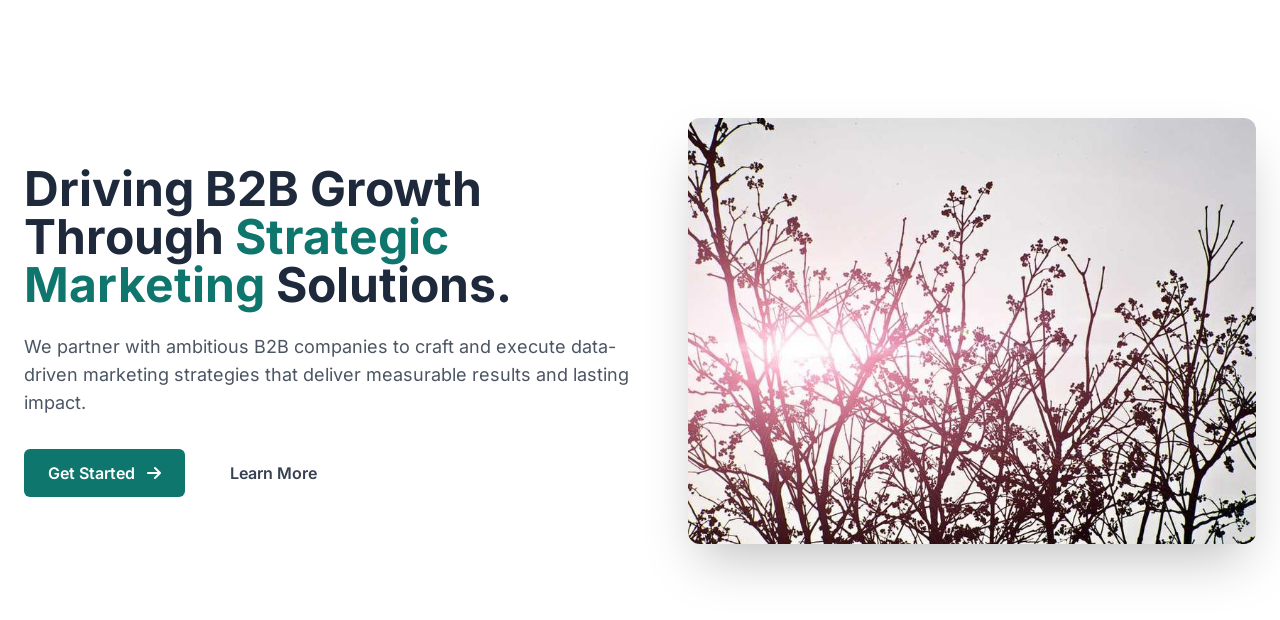 Driving B2B Growth
Through Strategic
Marketing Solutions.
We partner with ambitious B2B companies to craft and execute data-
driven marketing strategies that deliver measurable results and lasting
impact.
Get Started
Learn More